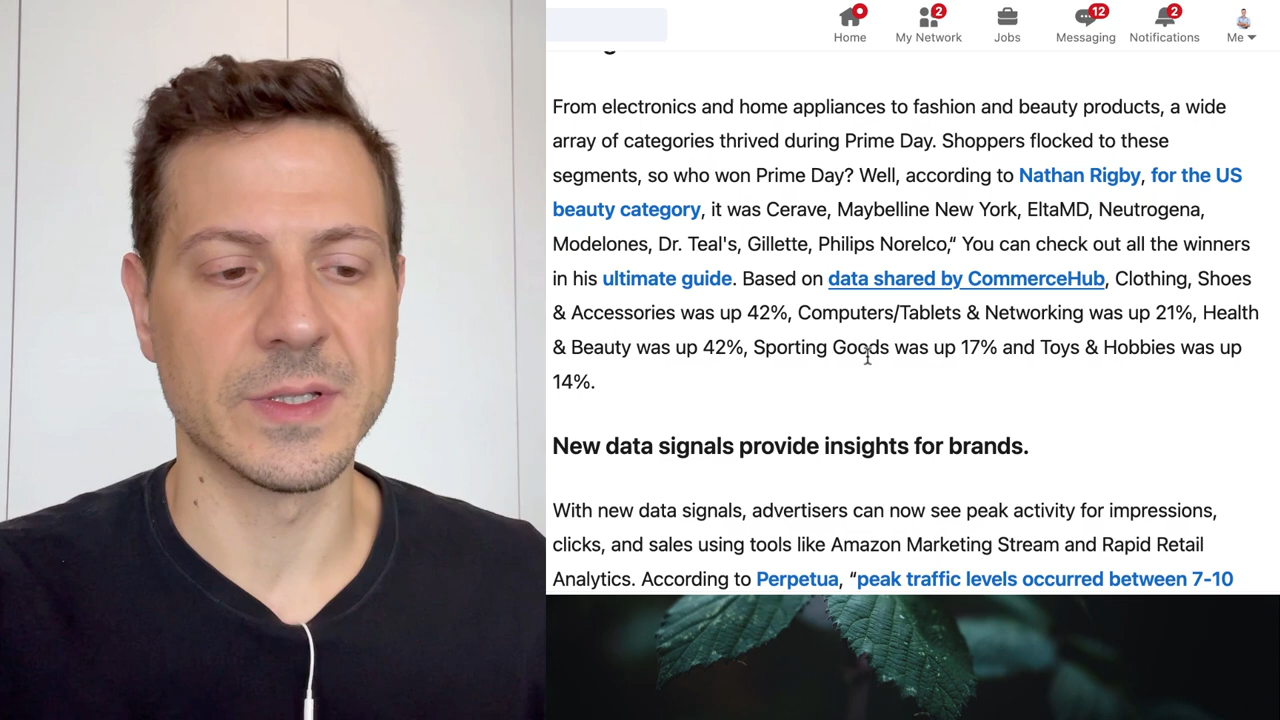 Home
My Network
Jobs
Messaging
Notifications
Me
2
12
2
From electronics and home appliances to fashion and beauty products, a wide
array of categories thrived during Prime Day. Shoppers flocked to these
segments, so who won Prime Day? Well, according to Nathan Rigby, for the US
beauty category, it was Cerave, Maybelline New York, EltaMD, Neutrogena,
Modelones, Dr. Teal's, Gillette, Philips Norelco,“ You can check out all the winners
in his ultimate guide. Based on data shared by CommerceHub, Clothing, Shoes
& Accessories was up 42%, Computers/Tablets & Networking was up 21%, Health
& Beauty was up 42%, Sporting Goods was up 17% and Toys & Hobbies was up
14%.
New data signals provide insights for brands.
With new data signals, advertisers can now see peak activity for impressions,
clicks, and sales using tools like Amazon Marketing Stream and Rapid Retail
Analytics. According to Perpetua, “peak traffic levels occurred between 7-10